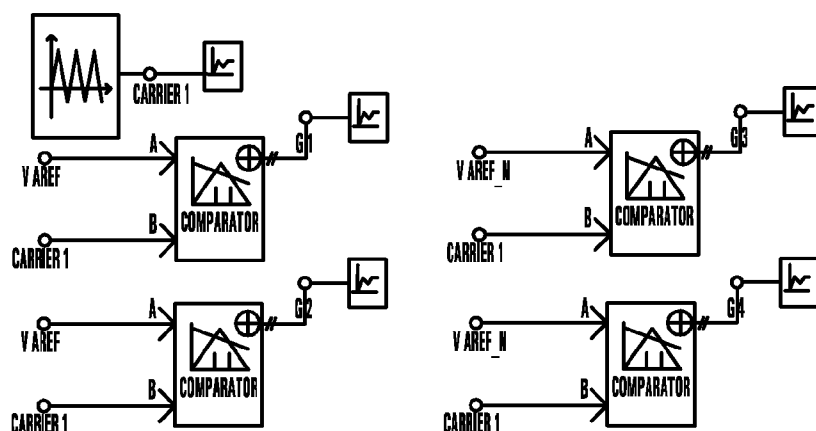 CARRIER 1
G1
A
V AREF
COMPARATOR
B
CARRIER 1
G2
A
V AREF
COMPARATOR
B
CARRIER 1
G3
A
V AREF_N
COMPARATOR
B
CARRIER 1
G4
A
V AREF_N
COMPARATOR
B
CARRIER 1